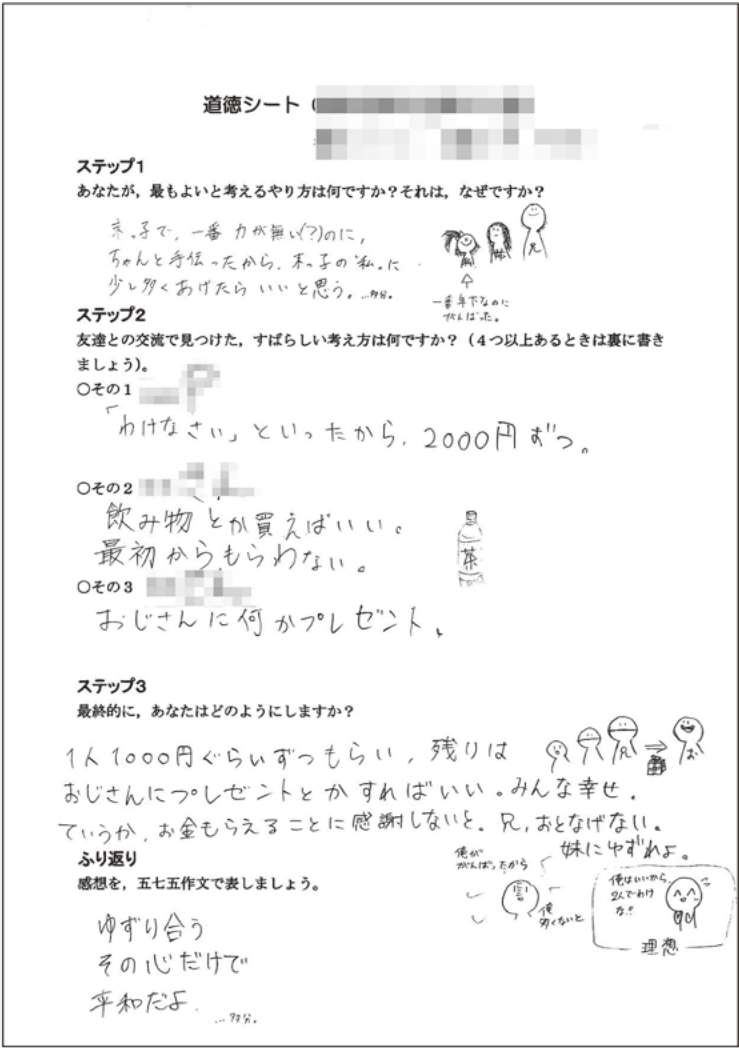 道徳シート (
ステップ1
あなたが,最もよいと考えるやり方は何ですか?それは,なぜですか?
末っ子で,一番力が無い(?)のに,
ちゃんと手伝ったから,末っ子の"私"に
少し多くあげたらいいと思う。…多分。
兄
一番年下なのに
がんばった。
ステップ2
友達との交流で見つけた,すばらしい考え方は何ですか?(4つ以上あるときは裏に書き
ましょう)。
○その1
「わけなさい」といったから,2000円ずつ。
○その2
飲み物とか買えばいい。
最初からもらわない。
茶
○その3
おじさんに何かプレゼント、
ステップ3
最終的に,あなたはどのようにしますか?
1人1000円ぐらいずつもらい,残りは
兄
お
おじさんにプレゼントとかすればいい。みんな幸せ.
ていうか,お金もらえることに感謝しないと。兄,おとなげない。
妹にゆずれよ。
ふり返り
感想を,五七五作文で表しましょう。
俺が
がんばったから
俺
多くないと
俺はいいから,
2人でわけ
な!!
理想
ゆずり合う
その心だけで
平和だよ.
…多分。